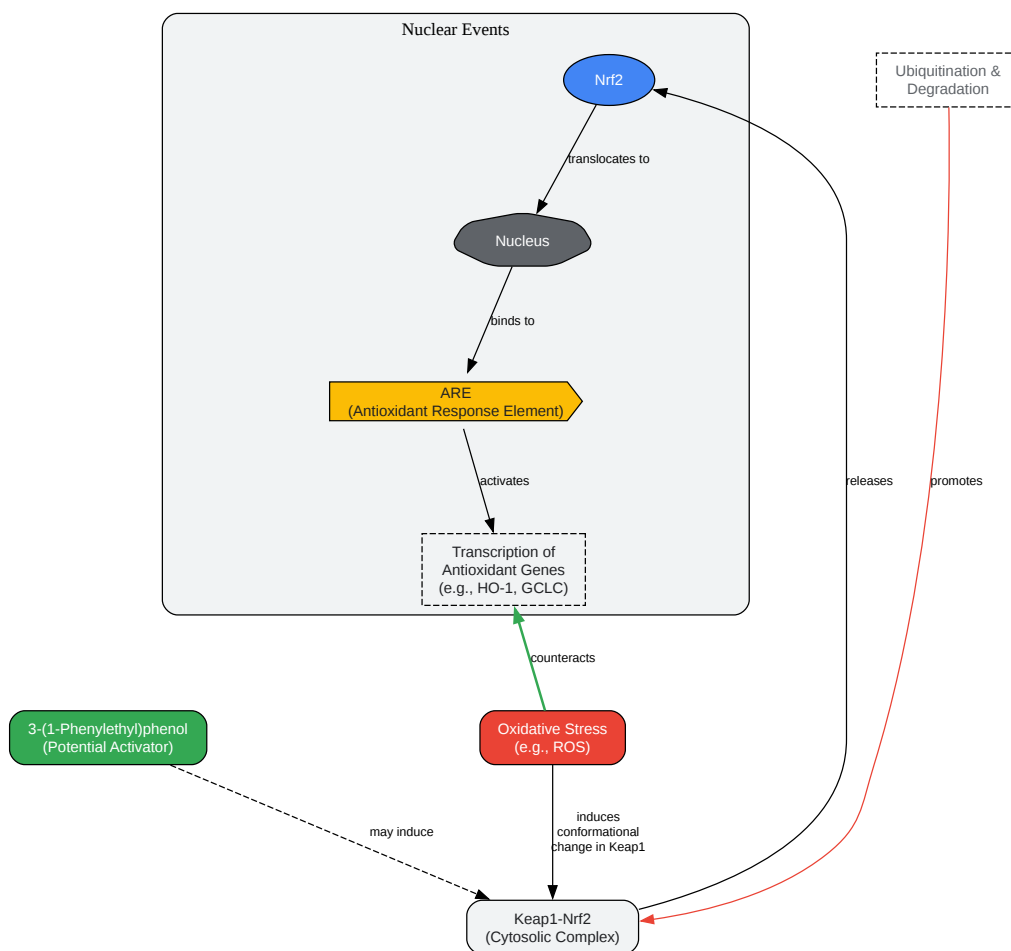 Nuclear Events
Nrf2
Ubiquitination &
Degradation
translocates to
Nucleus
binds to
ARE
(Antioxidant Response Element)
activates
releases
promotes
Transcription of
Antioxidant Genes
(e.g., HO-1, GCLC)
counteracts
3-(1-Phenylethyl)phenol
(Potential Activator)
Oxidative Stress
(e.g., ROS)
may induce
induces
conformational
change in Keap1
Keap1-Nrf2
(Cytosolic Complex)